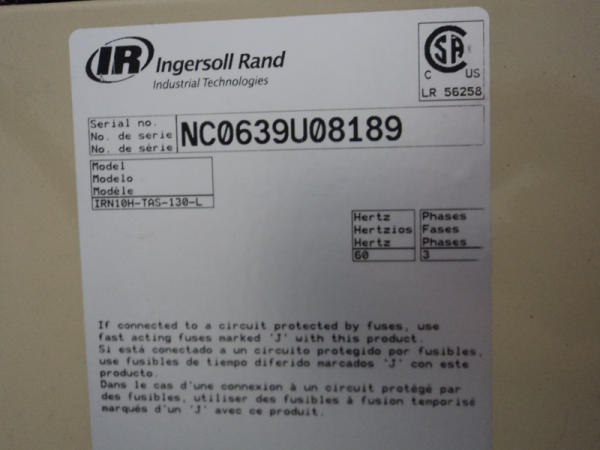 IR Ingersoll Rand
Industrial Technologies
CSA
C US
LR 56258
Serial no.
No. de serie
No. de série
NC0639U08189
Model
Modelo
Modèle
IRN10H-TAS-130-L
Hertz
Hertzios
Hertz
60
Phases
Fases
Phases
3
If connected to a circuit protected by fuses, use
fast acting fuses marked 'J' with this product.
Si está conectado a un circuito protegido por fusibles,
use fusibles de tiempo diferido marcados 'J' con este
producto.
Dans le cas d'une connexion à un circuit protégé par
des fusibles, utiliser des fusibles à fusion temporisé
marqués d'un 'J' avec ce produit.